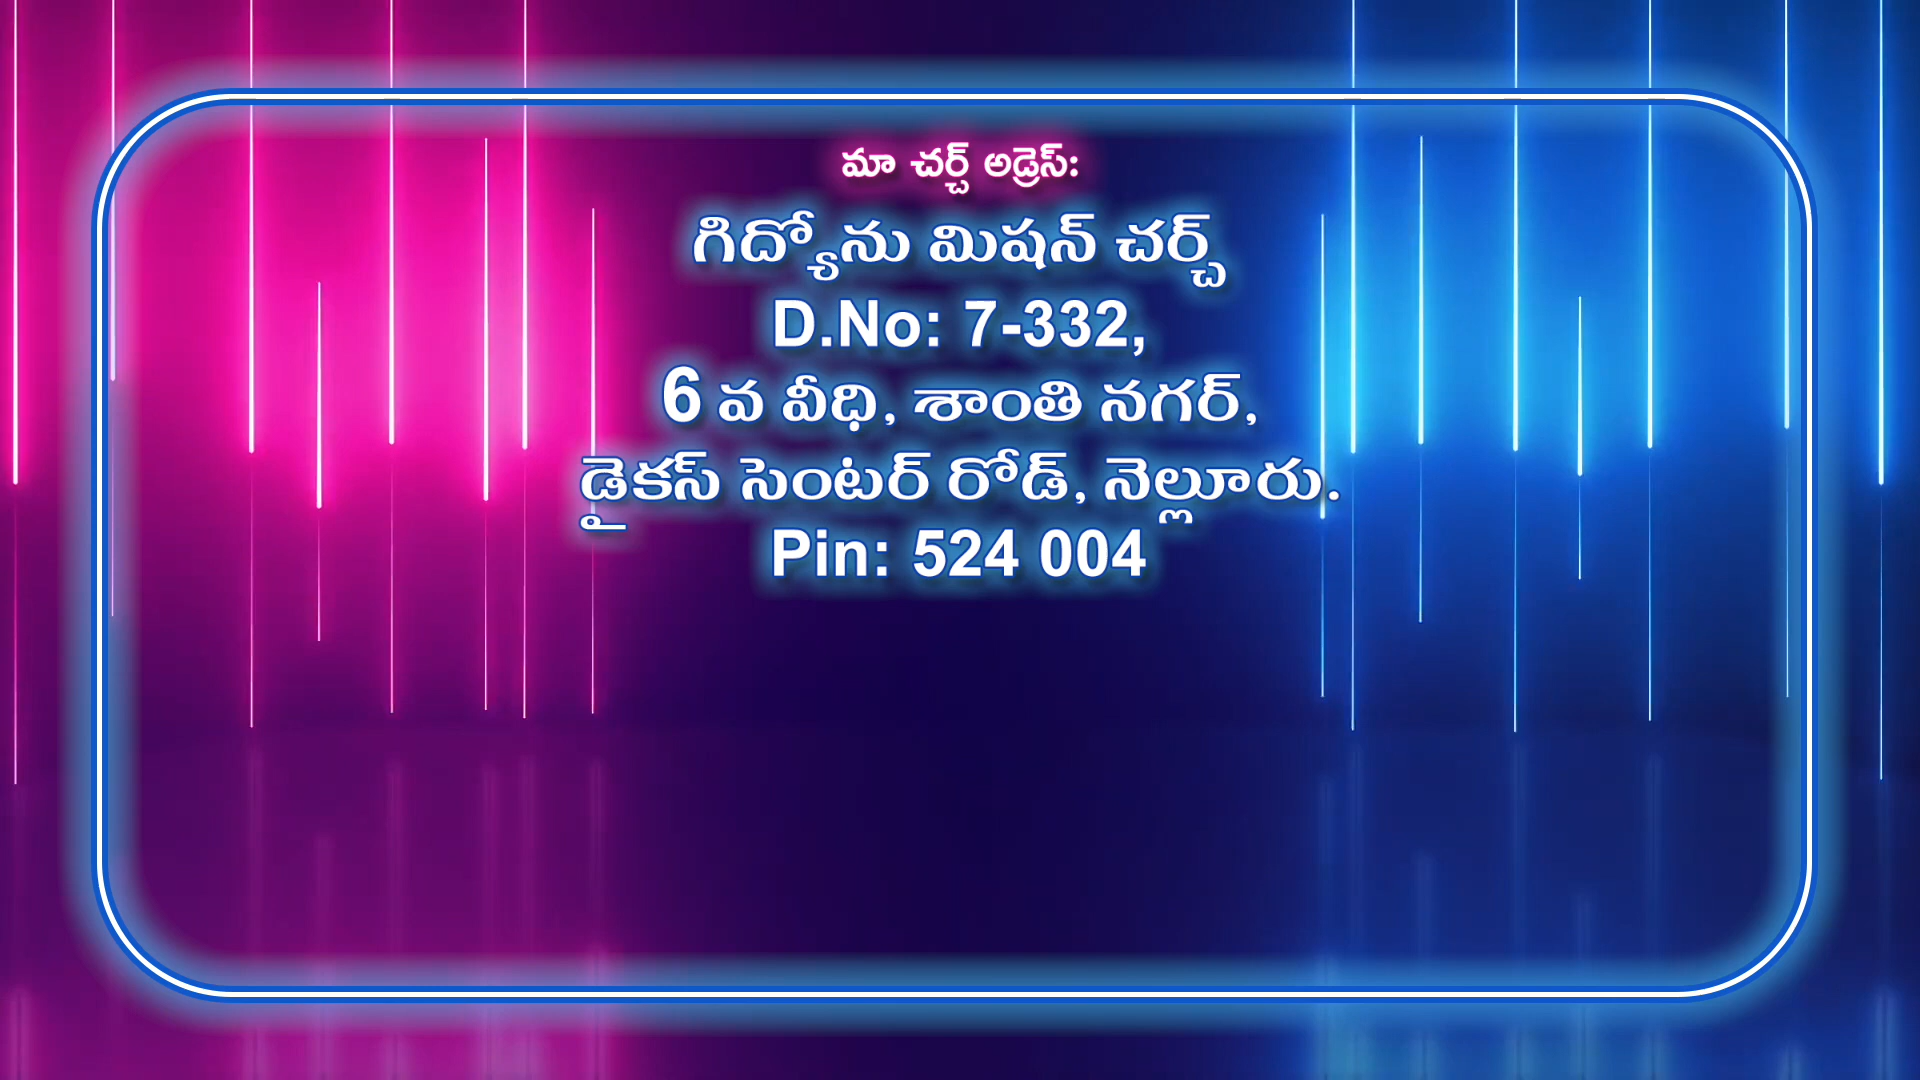 మా చర్చ్ అడ్రెస్:
గిద్యోను మిషన్ చర్చ్
D.No: 7-332,
6 వ వీధి, శాంతి నగర్,
డైకస్ సెంటర్ రోడ్, నెల్లూరు.
Pin: 524 004